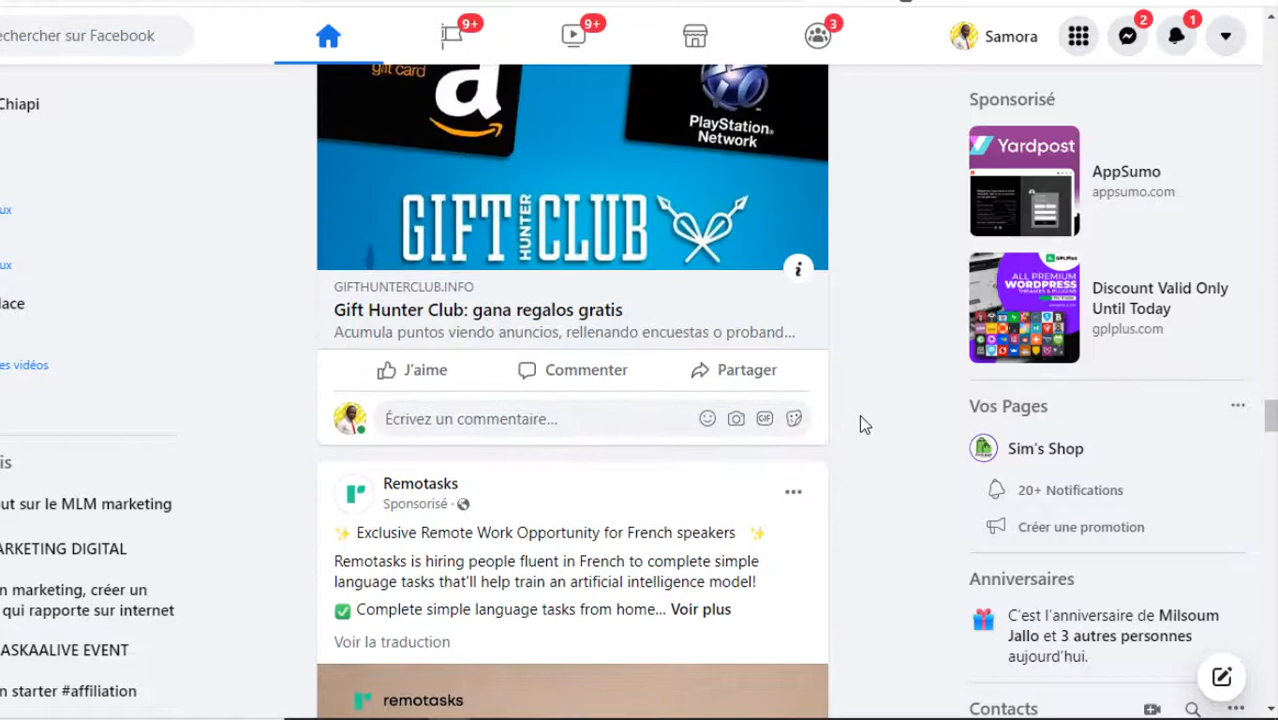 echercher sur Facebook
9+
9+
3
Samora
2
1
Chiapi
ux
ux
lace
es vidéos
is
out sur le MLM marketing
ARKETING DIGITAL
n marketing, créer un
qui rapporte sur internet
ASKAALIVE EVENT
n starter #affiliation
gift card
a
PlayStation
Network
GIFT HUNTER CLUB
GIFTHUNTERCLUB.INFO
Gift Hunter Club: gana regalos gratis
Acumula puntos viendo anuncios, rellenando encuestas o proband...
J'aime
Commenter
Partager
Écrivez un commentaire...
GIF
Remotasks
Sponsorisé ·
✨ Exclusive Remote Work Opportunity for French speakers ✨
Remotasks is hiring people fluent in French to complete simple
language tasks that'll help train an artificial intelligence model!
✅ Complete simple language tasks from home... Voir plus
Voir la traduction
remotasks
Sponsorisé
Yardpost
AppSumo
appsumo.com
GPLPlus
ALL PREMIUM
WORDPRESS
THEMES & PLUGINS
Discount Valid Only
Until Today
gplplus.com
Vos Pages
Sim's Shop
20+ Notifications
Créer une promotion
Anniversaires
C'est l'anniversaire de Milsoum
Jallo et 3 autres personnes
aujourd'hui.
Contacts